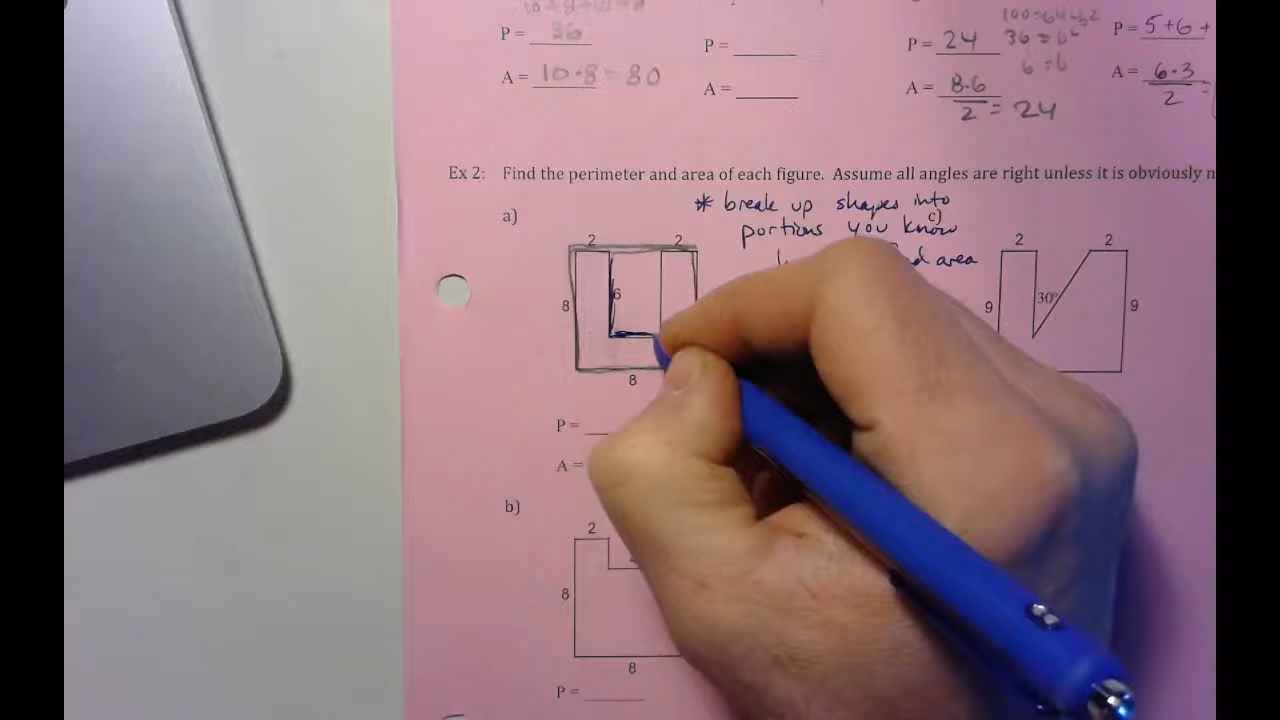 P = 36
A = 10·8 = 80
P =
A =
100=64+b²
36 = b²
6 = b
P = 24
A = 8·6
2 = 24
P = 5+6+
A = 6·3
2 =
Ex 2: Find the perimeter and area of each figure. Assume all angles are right unless it is obviously n
* break up shapes into
portions you know
area
a)
2 2
8 6
8
P =
A =
b)
2
8
8
P =
c)
2 2
9 30° 9